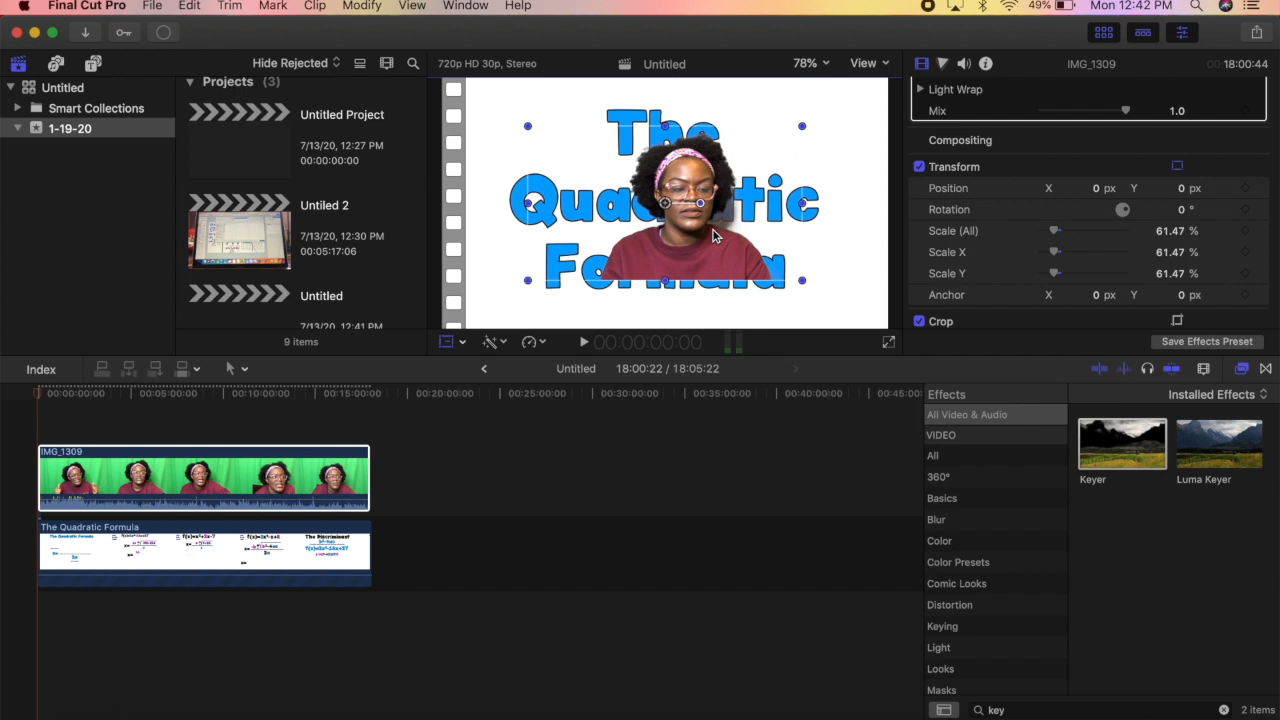 Final Cut Pro File Edit Trim Mark Clip Modify View Window Help 49% Mon 12:42 PM
Hide Rejected 720p HD 30p, Stereo Untitled 78% View IMG_1309 18:00:44
Untitled
Smart Collections
1-19-20
Projects (3)
Untitled Project
7/13/20, 12:27 PM
00:00:00:00
Untiled 2
7/13/20, 12:30 PM
00:05:17:06
Untitled
7/13/20, 12:41 PM
9 items
The
Formula
Light Wrap
Mix 1.0
Compositing
Transform
Position X 0 px Y 0 px
Rotation 0 °
Scale (All) 61.47 %
Scale X 61.47 %
Scale Y 61.47 %
Anchor X 0 px Y 0 px
Crop
00:00:00:00 Save Effects Preset
Index Untitled 18:00:22 / 18:05:22
00:00:00:00 00:05:00:00 00:10:00:00 00:15:00:00 00:20:00:00 00:25:00:00 00:30:00:00 00:35:00:00 00:40:00:00 00:45:00
IMG_1309
The Quadratic Formula
The Quadratic Formula
The Discriminant
Effects Installed Effects
All Video & Audio
VIDEO
All
360°
Basics
Blur
Color
Color Presets
Comic Looks
Distortion
Keying
Light
Looks
Masks
Keyer Luma Keyer
key 2 items